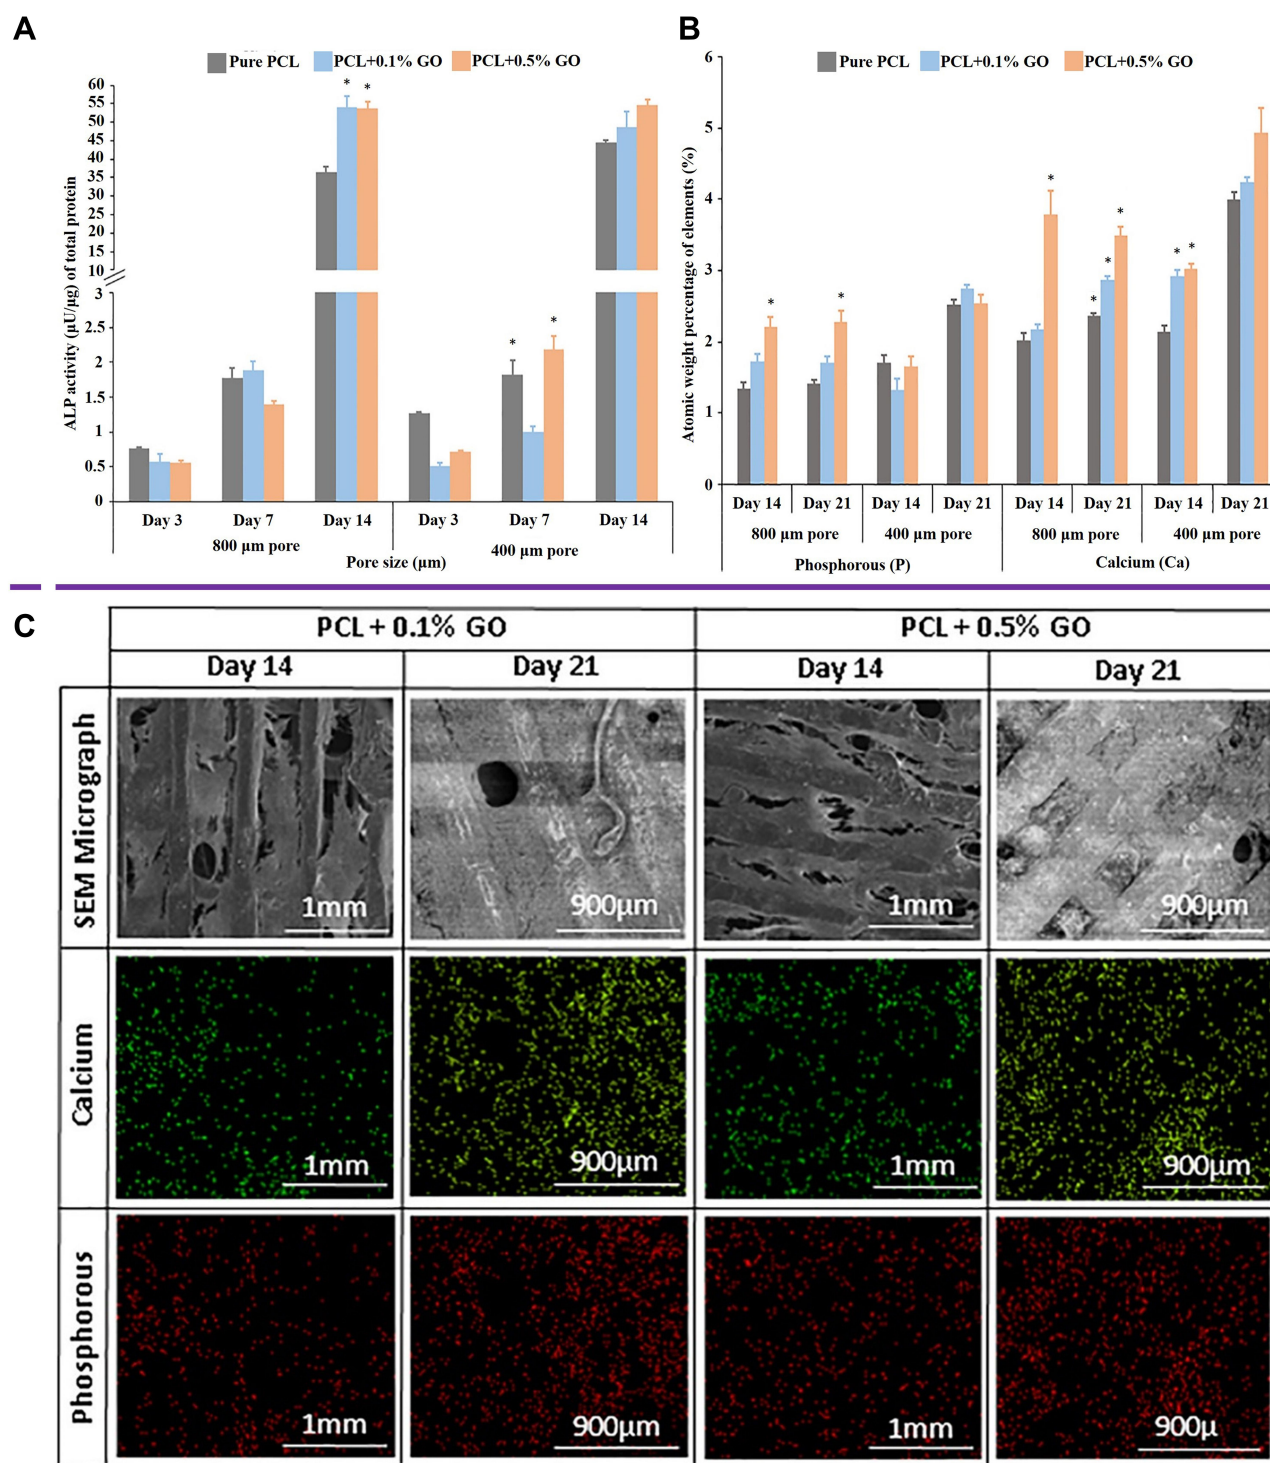 A
Pure PCL PCL+0.1% GO PCL+0.5% GO
ALP activity (µU/µg) of total protein
60
55
50
45
40
35
30
25
20
15
10
3
2.5
2
1.5
1
0.5
0
* *
* *
Day 3 Day 7 Day 14 Day 3 Day 7 Day 14
800 µm pore 400 µm pore
Pore size (µm)
B
Pure PCL PCL+0.1% GO PCL+0.5% GO
Atomic weight percentage of elements (%)
6
5
4
3
2
1
0
* * * * * * * *
Day 14 Day 21 Day 14 Day 21 Day 14 Day 21 Day 14 Day 21
800 µm pore 400 µm pore 800 µm pore 400 µm pore
Phosphorous (P) Calcium (Ca)
C
PCL + 0.1% GO PCL + 0.5% GO
Day 14 Day 21 Day 14 Day 21
SEM Micrograph
1mm 900µm 1mm 900µm
Calcium
1mm 900µm 1mm 900µm
Phosphorous
1mm 900µm 1mm 900µ